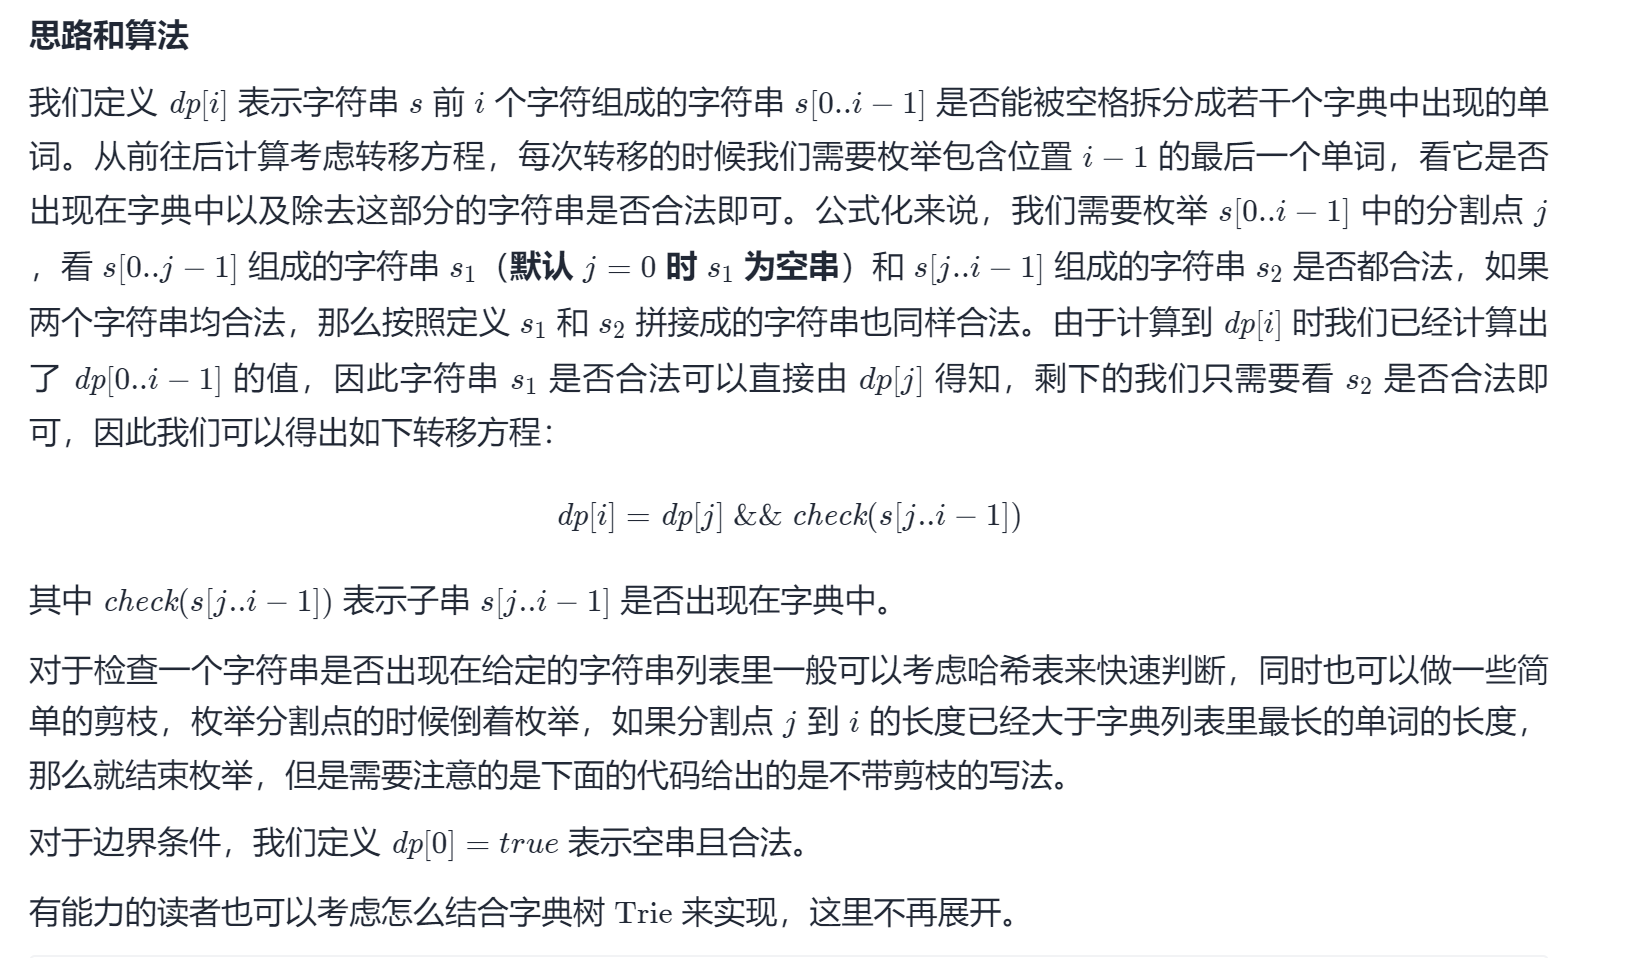 思路和算法
我们定义 dp[i] 表示字符串 s 前 i 个字符组成的字符串 s[0..i − 1] 是否能被空格拆分成若干个字典中出现的单
词。从前往后计算考虑转移方程，每次转移的时候我们需要枚举包含位置 i − 1 的最后一个单词，看它是否
出现在字典中以及除去这部分的字符串是否合法即可。公式化来说，我们需要枚举 s[0..i − 1] 中的分割点 j
，看 s[0..j − 1] 组成的字符串 s₁（默认 j = 0 时 s₁ 为空串）和 s[j..i − 1] 组成的字符串 s₂ 是否都合法，如果
两个字符串均合法，那么按照定义 s₁ 和 s₂ 拼接成的字符串也同样合法。由于计算到 dp[i] 时我们已经计算出
了 dp[0..i − 1] 的值，因此字符串 s₁ 是否合法可以直接由 dp[j] 得知，剩下的我们只需要看 s₂ 是否合法即
可，因此我们可以得出如下转移方程：
dp[i] = dp[j] && check(s[j..i − 1])
其中 check(s[j..i − 1]) 表示子串 s[j..i − 1] 是否出现在字典中。
对于检查一个字符串是否出现在给定的字符串列表里一般可以考虑哈希表来快速判断，同时也可以做一些简
单的剪枝，枚举分割点的时候倒着枚举，如果分割点 j 到 i 的长度已经大于字典列表里最长的单词的长度，
那么就结束枚举，但是需要注意的是下面的代码给出的是不带剪枝的写法。
对于边界条件，我们定义 dp[0] = true 表示空串且合法。
有能力的读者也可以考虑怎么结合字典树 Trie 来实现，这里不再展开。